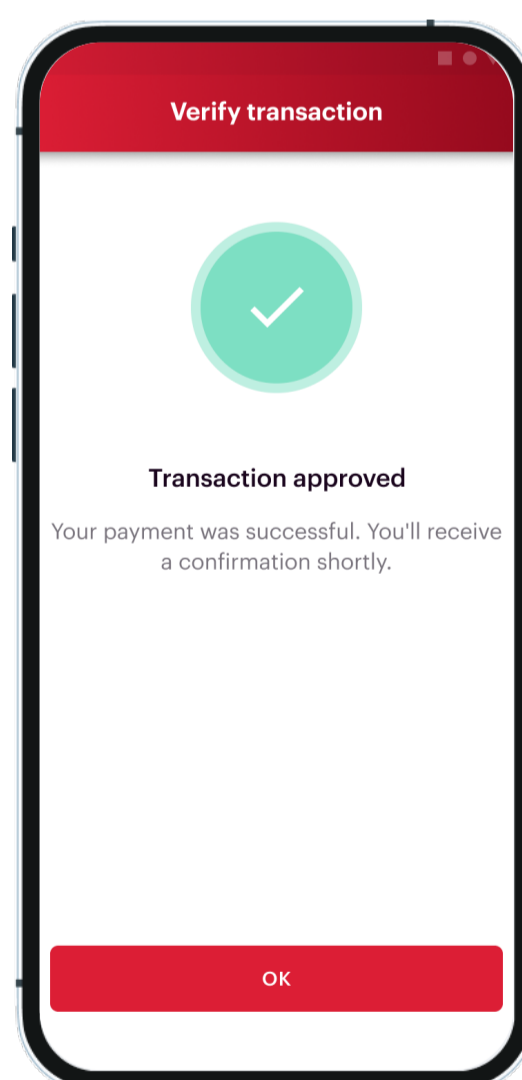 Verify transaction
Transaction approved
Your payment was successful. You'll receive
a confirmation shortly.
OK